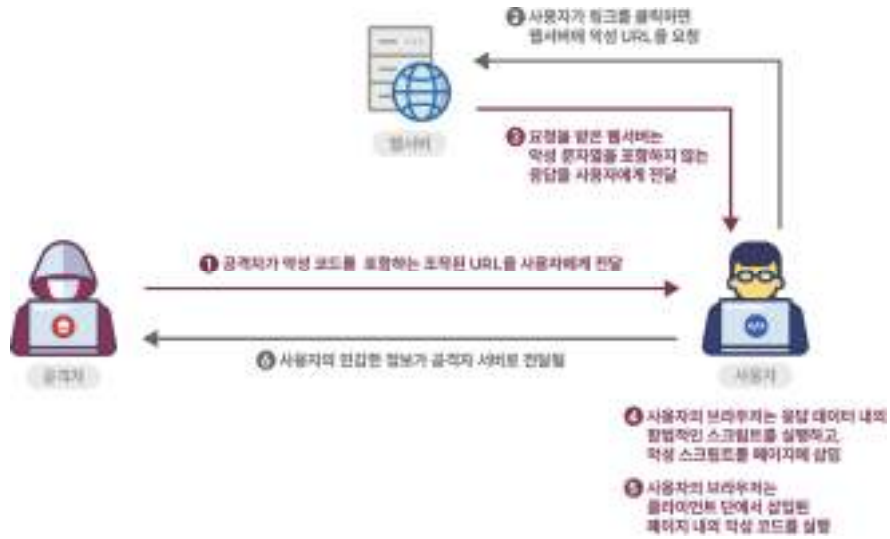 ❷ 사용자가 링크를 클릭하면
웹서버에 악성 URL을 요청
웹서버
❸ 요청을 받은 웹서버는
악성 문자열을 포함하지 않는
응답을 사용자에게 전달
❶ 공격자가 악성 코드를 포함하는 조작된 URL을 사용자에게 전달
❻ 사용자의 민감한 정보가 공격자 서버로 전달됨
공격자
사용자
❹ 사용자의 브라우저는 응답 데이터 내의
합법적인 스크립트를 실행하고,
악성 스크립트를 페이지에 삽입
❺ 사용자의 브라우저는
클라이언트 단에서 삽입된
페이지 내의 악성 코드를 실행